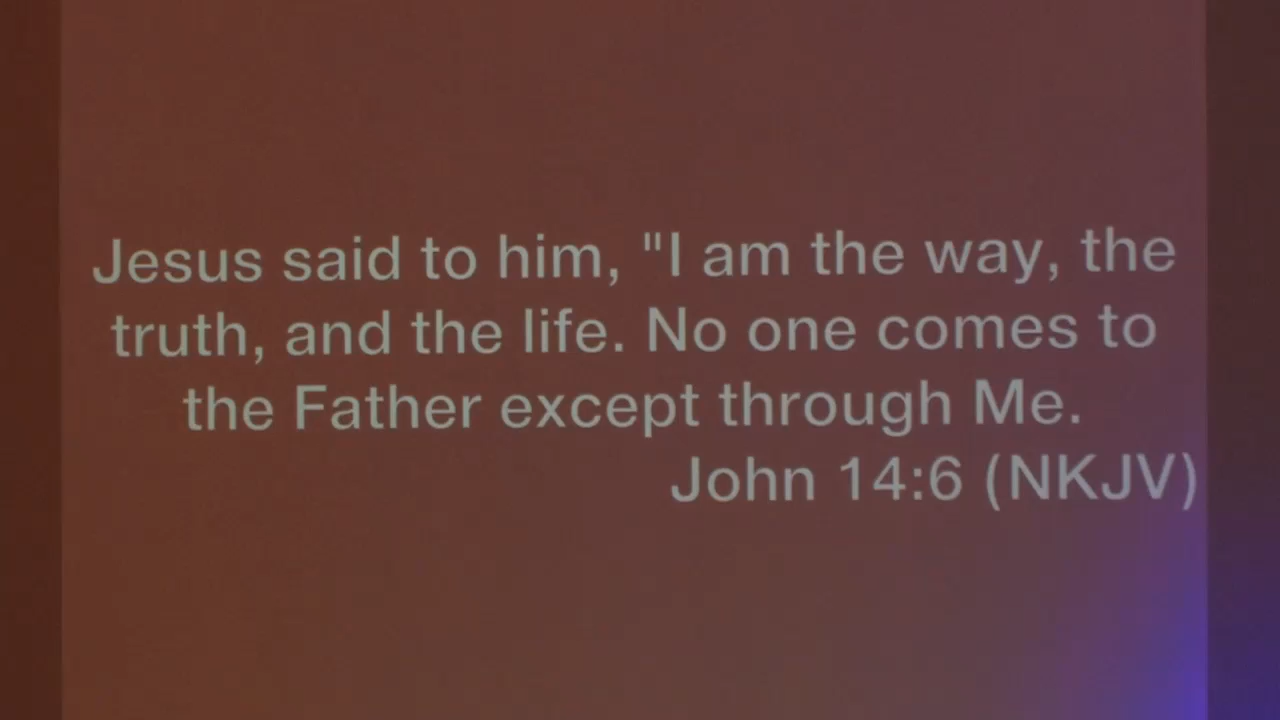 Jesus said to him, "I am the way, the
truth, and the life. No one comes to
the Father except through Me.
John 14:6 (NKJV)